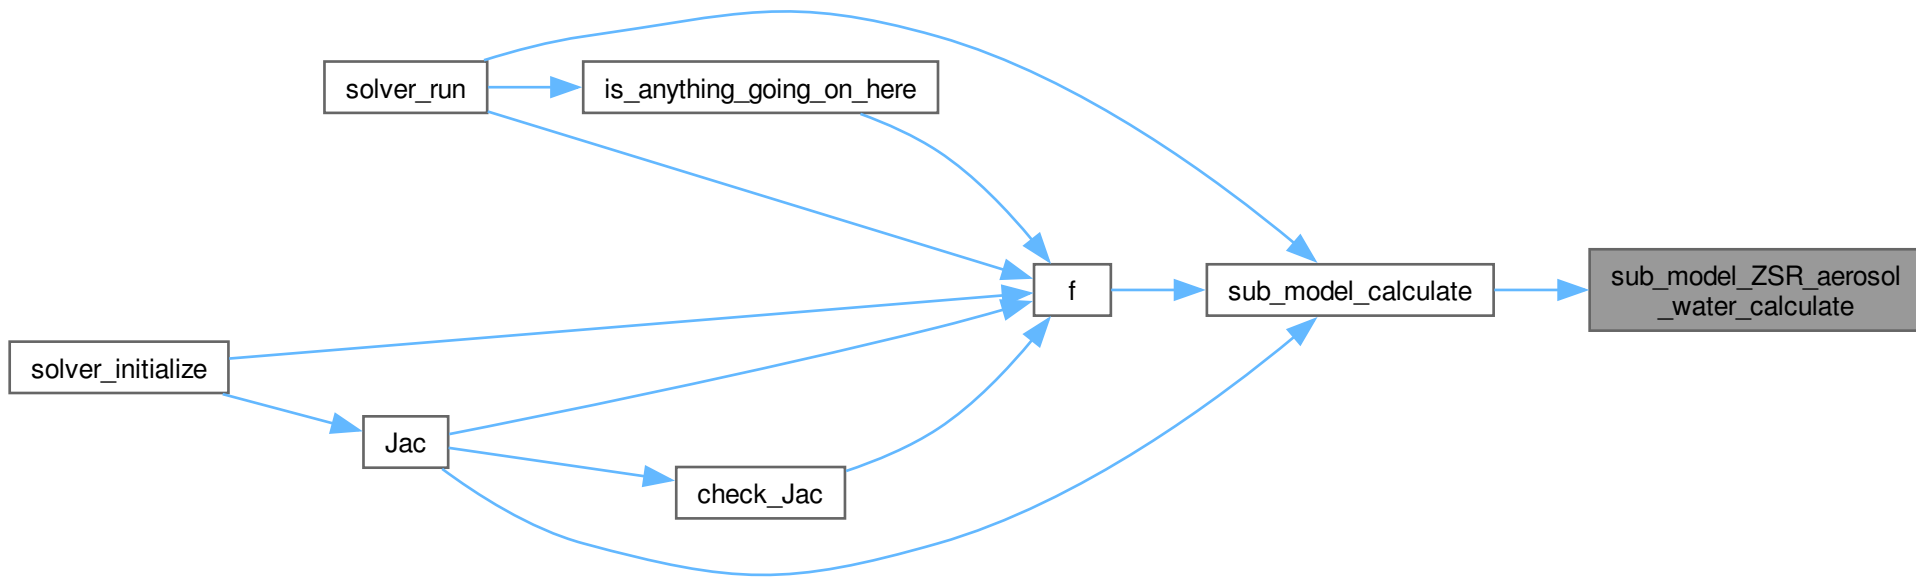 solver_run
is_anything_going_on_here
f
sub_model_calculate
sub_model_ZSR_aerosol
_water_calculate
solver_initialize
Jac
check_Jac